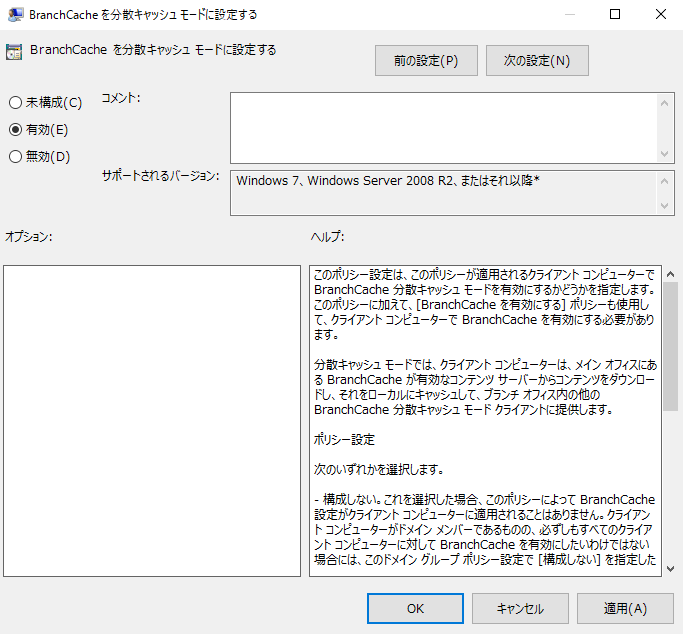 BranchCache を分散キャッシュ モードに設定する
BranchCache を分散キャッシュ モードに設定する
前の設定(P)
次の設定(N)
未構成(C)
有効(E)
無効(D)
コメント:
サポートされるバージョン:
Windows 7、Windows Server 2008 R2、またはそれ以降*
オプション:
ヘルプ:
このポリシー設定は、このポリシーが適用されるクライアント コンピューターで
BranchCache 分散キャッシュ モードを有効にするかどうかを指定します。
このポリシーに加えて、[BranchCache を有効にする] ポリシーも使用し
て、クライアント コンピューターで BranchCache を有効にする必要があり
ます。
分散キャッシュ モードでは、クライアント コンピューターは、メイン オフィスにあ
る BranchCache が有効なコンテンツ サーバーからコンテンツをダウンロー
ドし、それをローカルにキャッシュして、ブランチ オフィス内の他の
BranchCache 分散キャッシュ モード クライアントに提供します。
ポリシー設定
次のいずれかを選択します。
- 構成しない。これを選択した場合、このポリシーによって BranchCache
設定がクライアント コンピューターに適用されることはありません。クライアン
ト コンピューターがドメイン メンバーであるものの、必ずしもすべてのクライア
ント コンピューターに対して BranchCache を有効にしたいわけではない
場合には、このドメイン グループ ポリシー設定で [構成しない] を指定した
OK
キャンセル
適用(A)